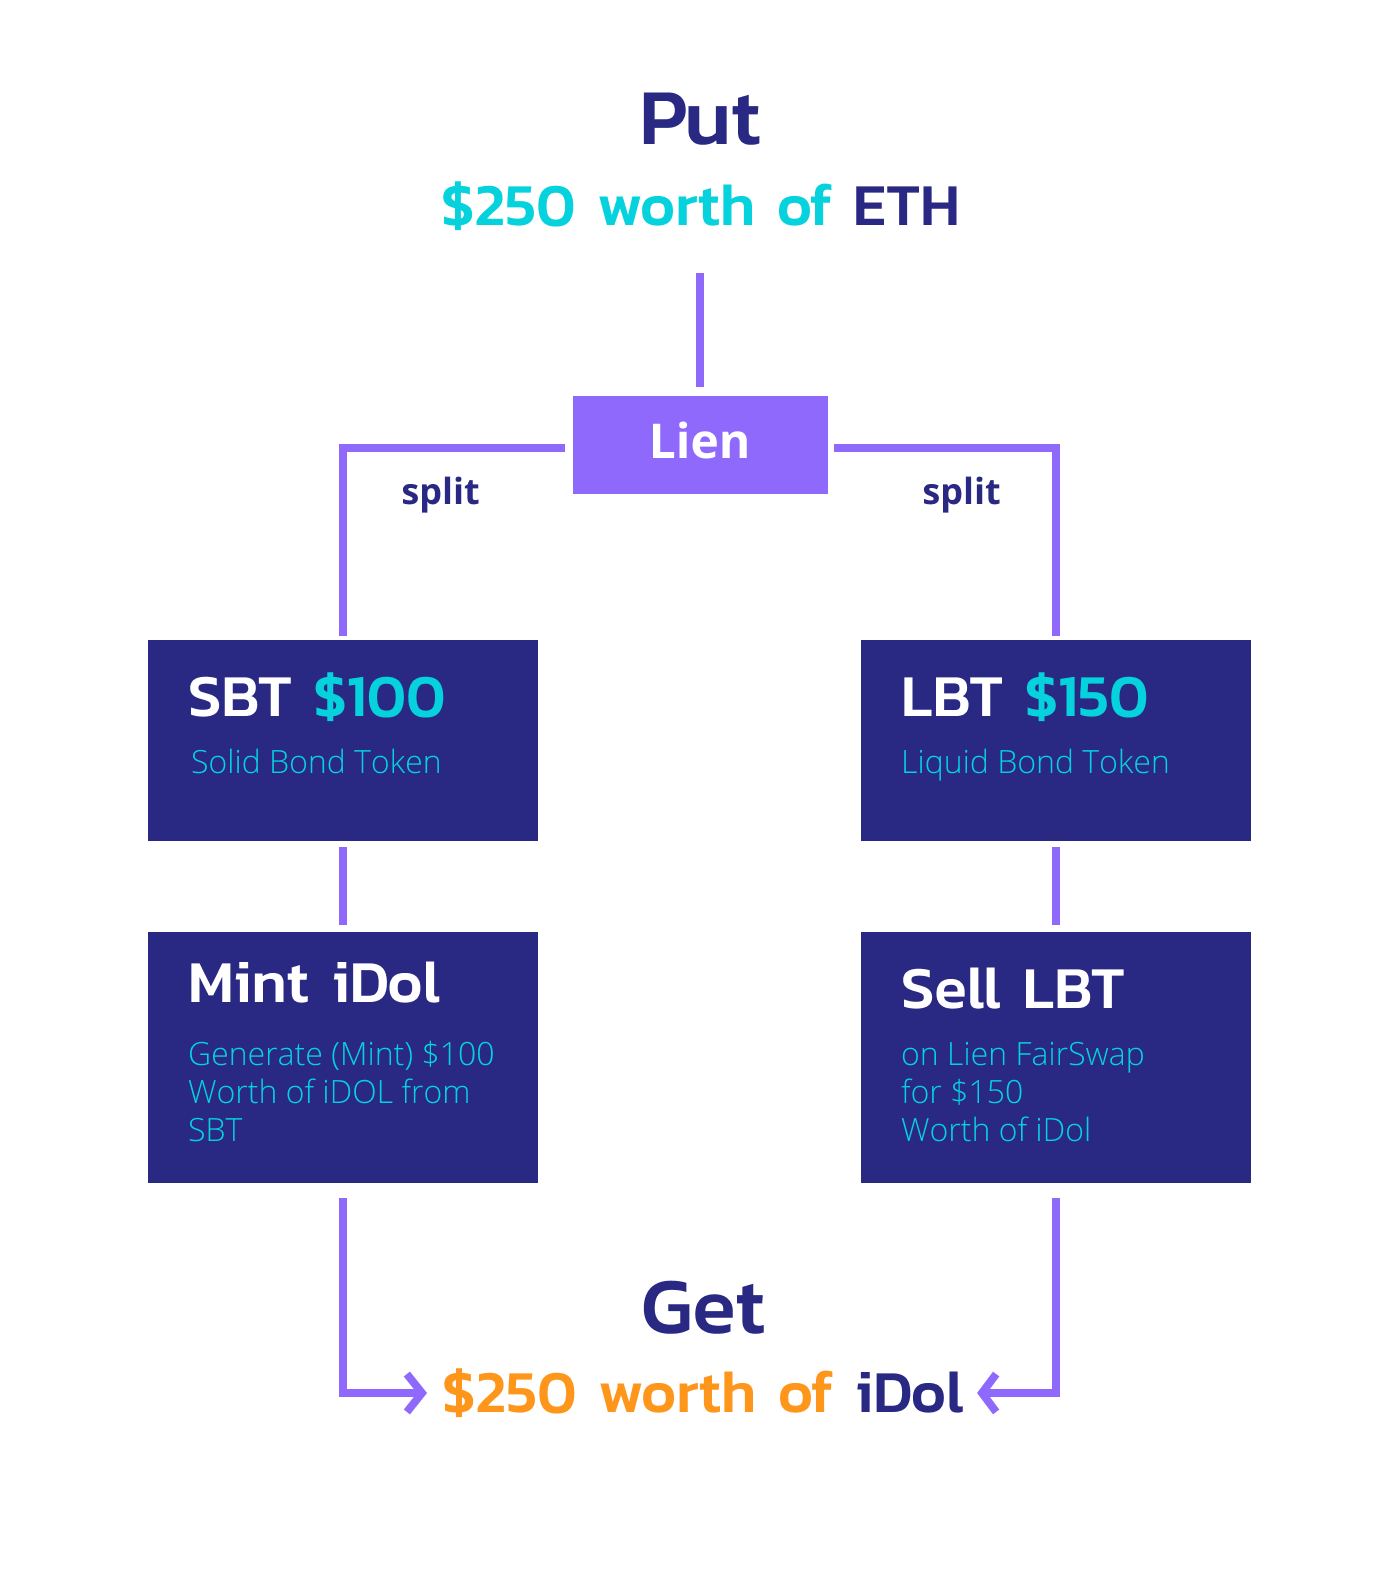 Put
$250 worth of ETH
Lien
split
split
SBT $100
Solid Bond Token
LBT $150
Liquid Bond Token
Mint iDol
Generate (Mint) $100
Worth of iDOL from
SBT
Sell LBT
on Lien FairSwap
for $150
Worth of iDol
Get
$250 worth of iDol